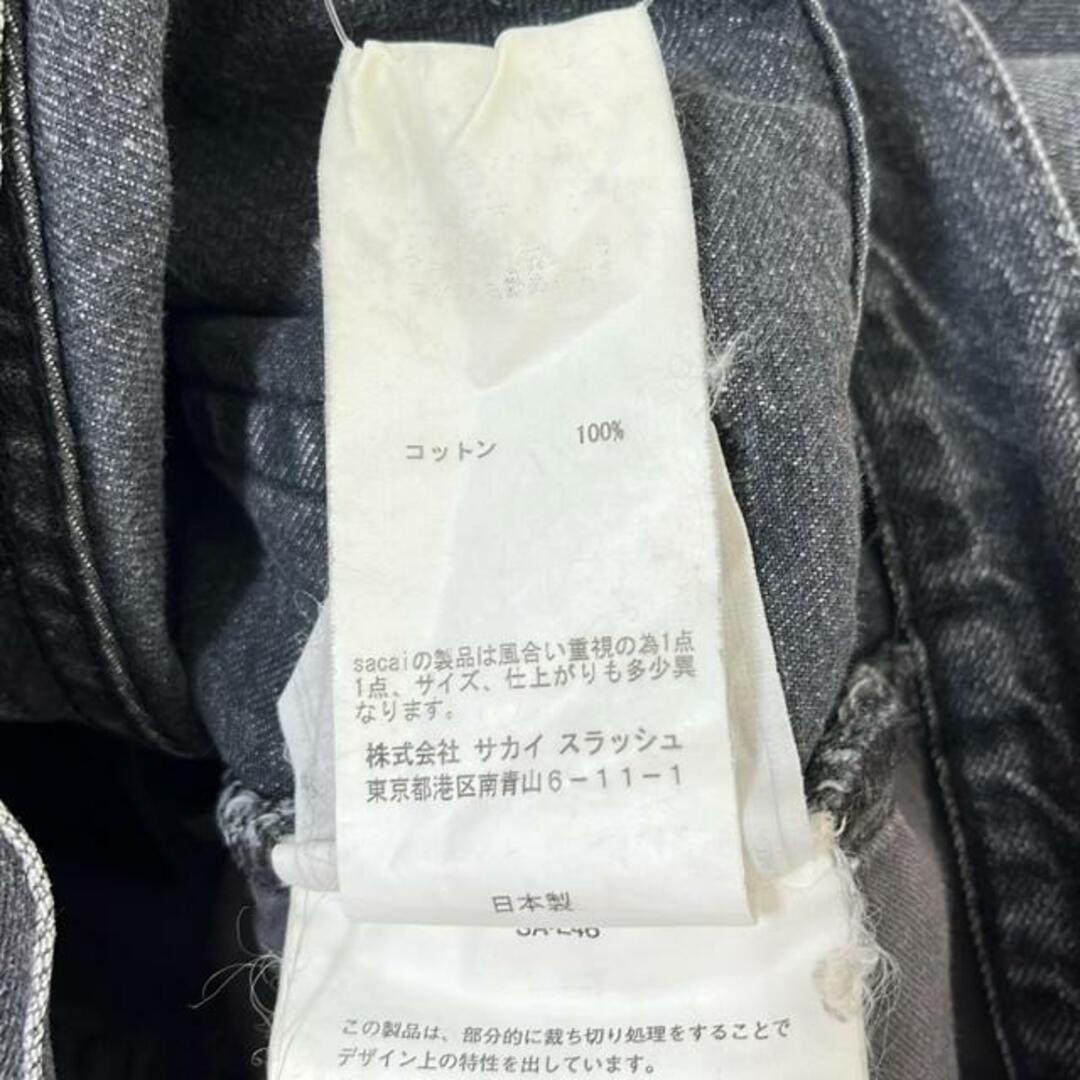 コットン 100%
sacaiの製品は風合い重視の為1点
1点、サイズ、仕上がりも多少異
なります。
株式会社 サカイ スラッシュ
東京都港区南青山6−11−1
日本製
この製品は、部分的に裁ち切り処理をすることで
デザイン上の特性を出しています。